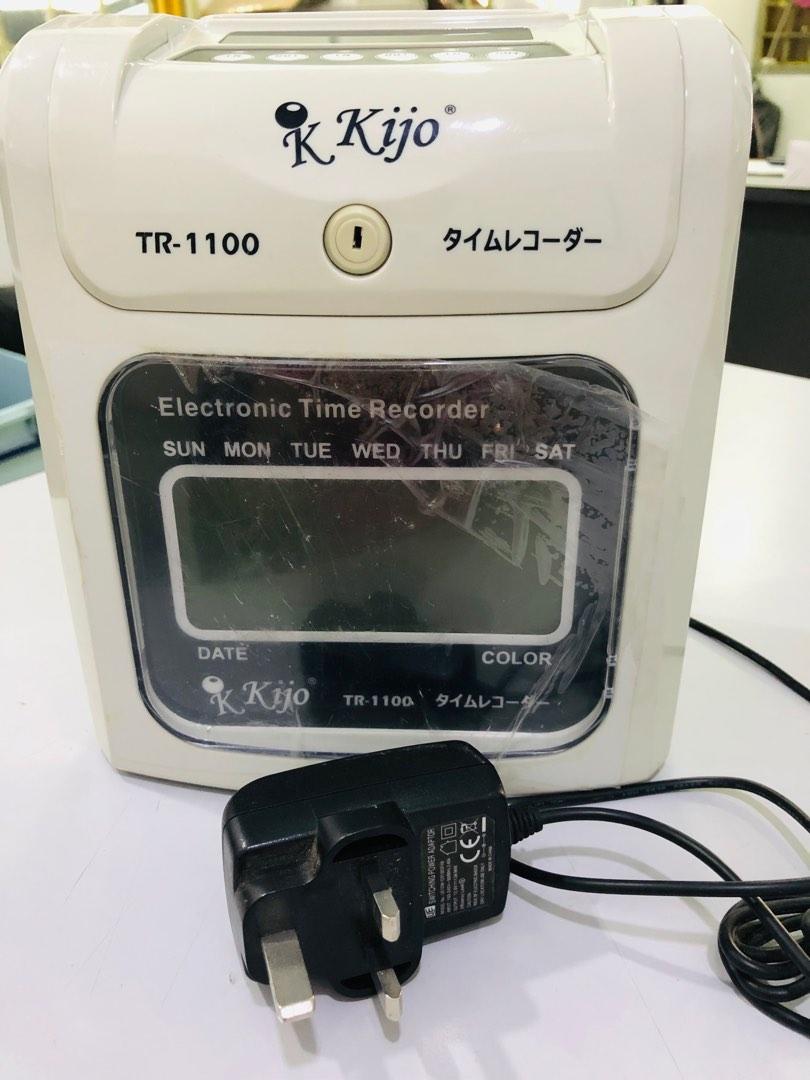 K Kijo®
TR-1100
タイムレコーダー
Electronic Time Recorder
SUN MON TUE WED THU FRI SAT
DATE
COLOR
K Kijo®
TR-1100 タイムレコーダー
SWITCHING POWER ADAPTOR
CE